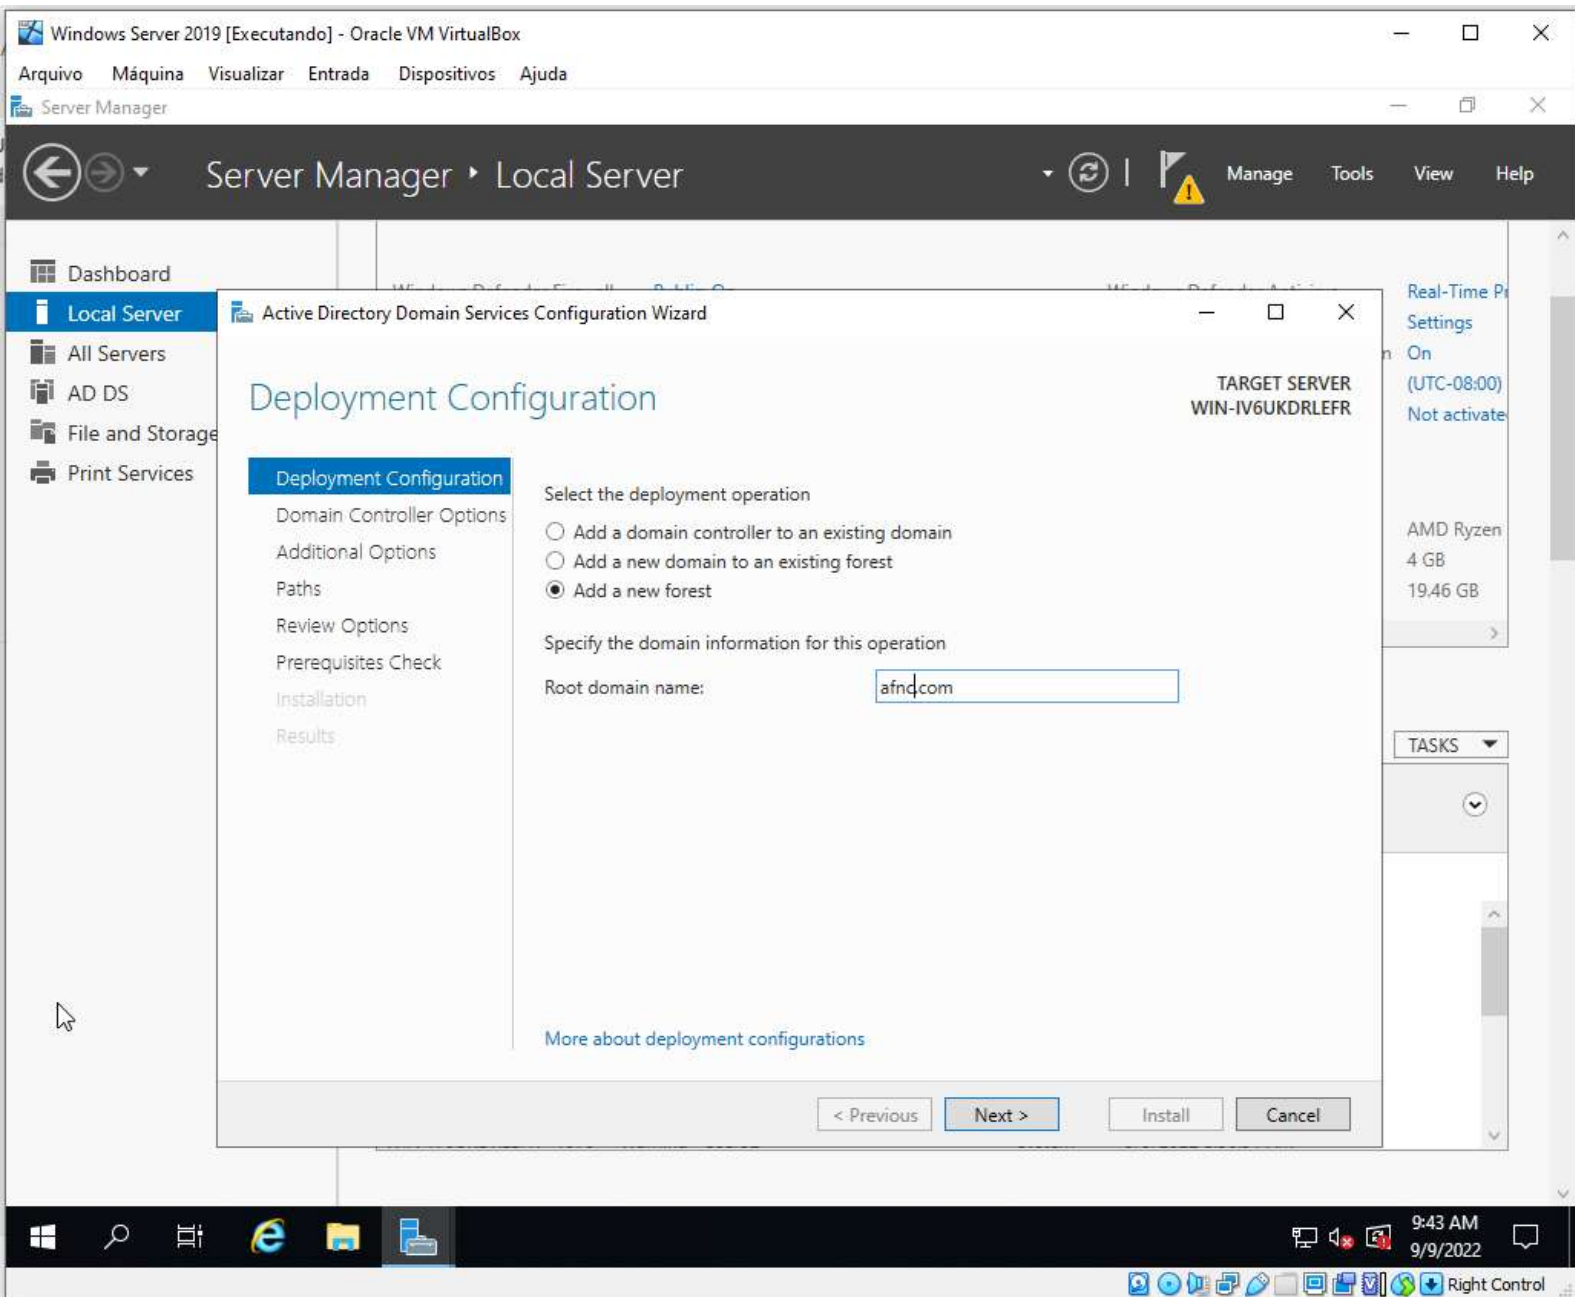 Windows Server 2019 [Executando] - Oracle VM VirtualBox
Arquivo Máquina Visualizar Entrada Dispositivos Ajuda
Server Manager
Server Manager Local Server
Manage Tools View Help
Dashboard
Local Server
All Servers
AD DS
File and Storage
Print Services
Real-Time Pr
Settings
On
(UTC-08:00)
Not activate
AMD Ryzen
4 GB
19.46 GB
TASKS
Active Directory Domain Services Configuration Wizard
Deployment Configuration
TARGET SERVER
WIN-IV6UKDRLEFR
Deployment Configuration
Domain Controller Options
Additional Options
Paths
Review Options
Prerequisites Check
Installation
Results
Select the deployment operation
Add a domain controller to an existing domain
Add a new domain to an existing forest
Add a new forest
Specify the domain information for this operation
Root domain name:
afnc.com
More about deployment configurations
< Previous Next > Install Cancel
9:43 AM
9/9/2022
Right Control